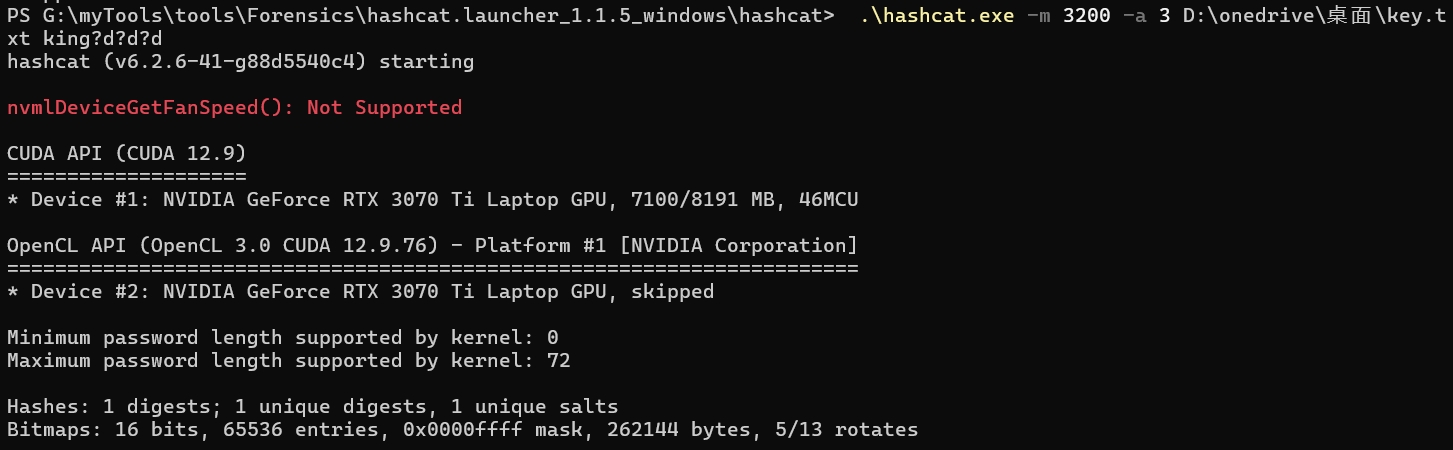 PS G:\myTools\tools\Forensics\hashcat.launcher_1.1.5_windows\hashcat>  .\hashcat.exe -m 3200 -a 3 D:\onedrive\桌面\key.t
xt king?d?d?d
hashcat (v6.2.6-41-g88d5540c4) starting
nvmlDeviceGetFanSpeed(): Not Supported
CUDA API (CUDA 12.9)
====================
* Device #1: NVIDIA GeForce RTX 3070 Ti Laptop GPU, 7100/8191 MB, 46MCU
OpenCL API (OpenCL 3.0 CUDA 12.9.76) - Platform #1 [NVIDIA Corporation]
=======================================================================
* Device #2: NVIDIA GeForce RTX 3070 Ti Laptop GPU, skipped
Minimum password length supported by kernel: 0
Maximum password length supported by kernel: 72
Hashes: 1 digests; 1 unique digests, 1 unique salts
Bitmaps: 16 bits, 65536 entries, 0x0000ffff mask, 262144 bytes, 5/13 rotates